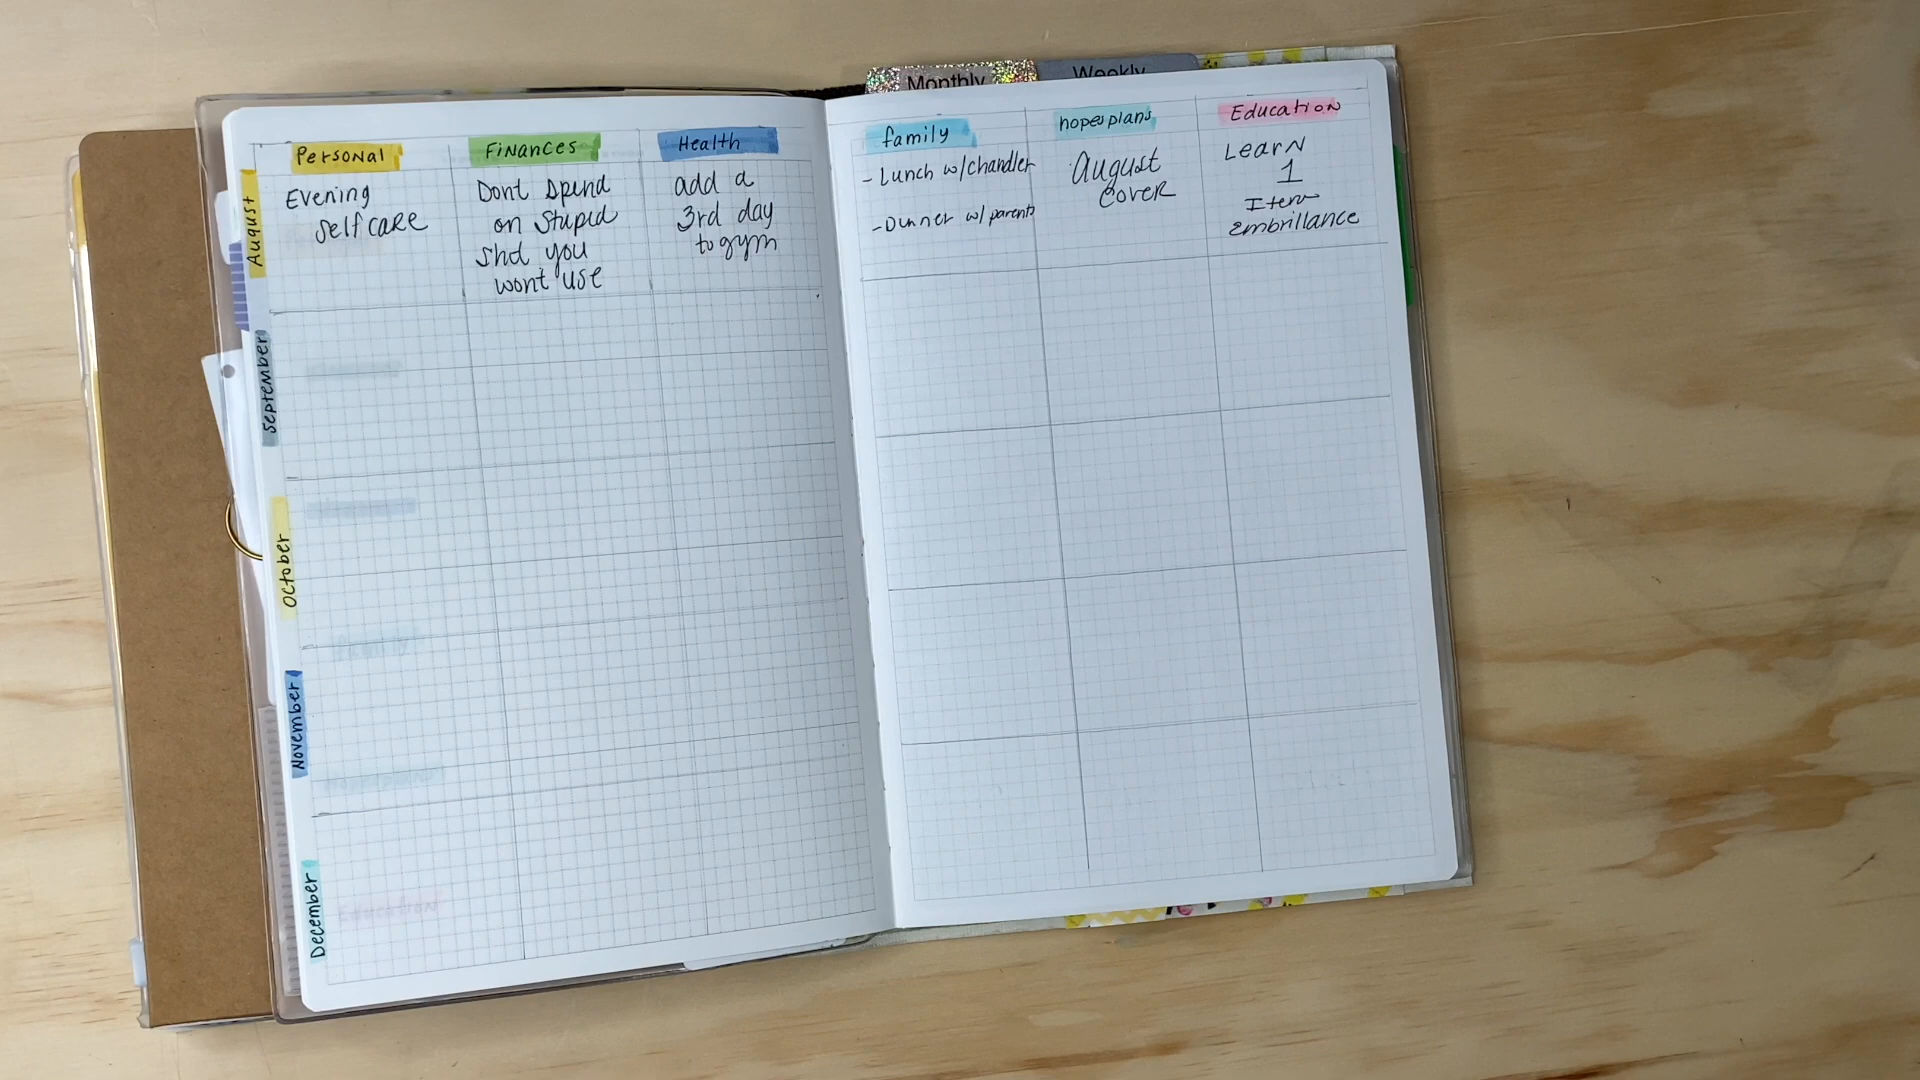 Monthly
Weekly
Personal
Finances
Health
family
hopes plans
Education
August
Evening
Self care
Dont Spend
on Stupid
Shit you
wont use
add a
3rd day
to gym
- Lunch w/chandler
- Dinner w/ parents
August
Cover
Learn
1
Item
Embrillance
September
October
November
December
Education